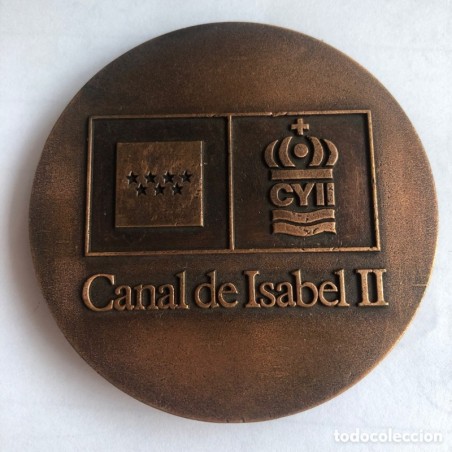 CYII
Canal de Isabel II
todocoleccion